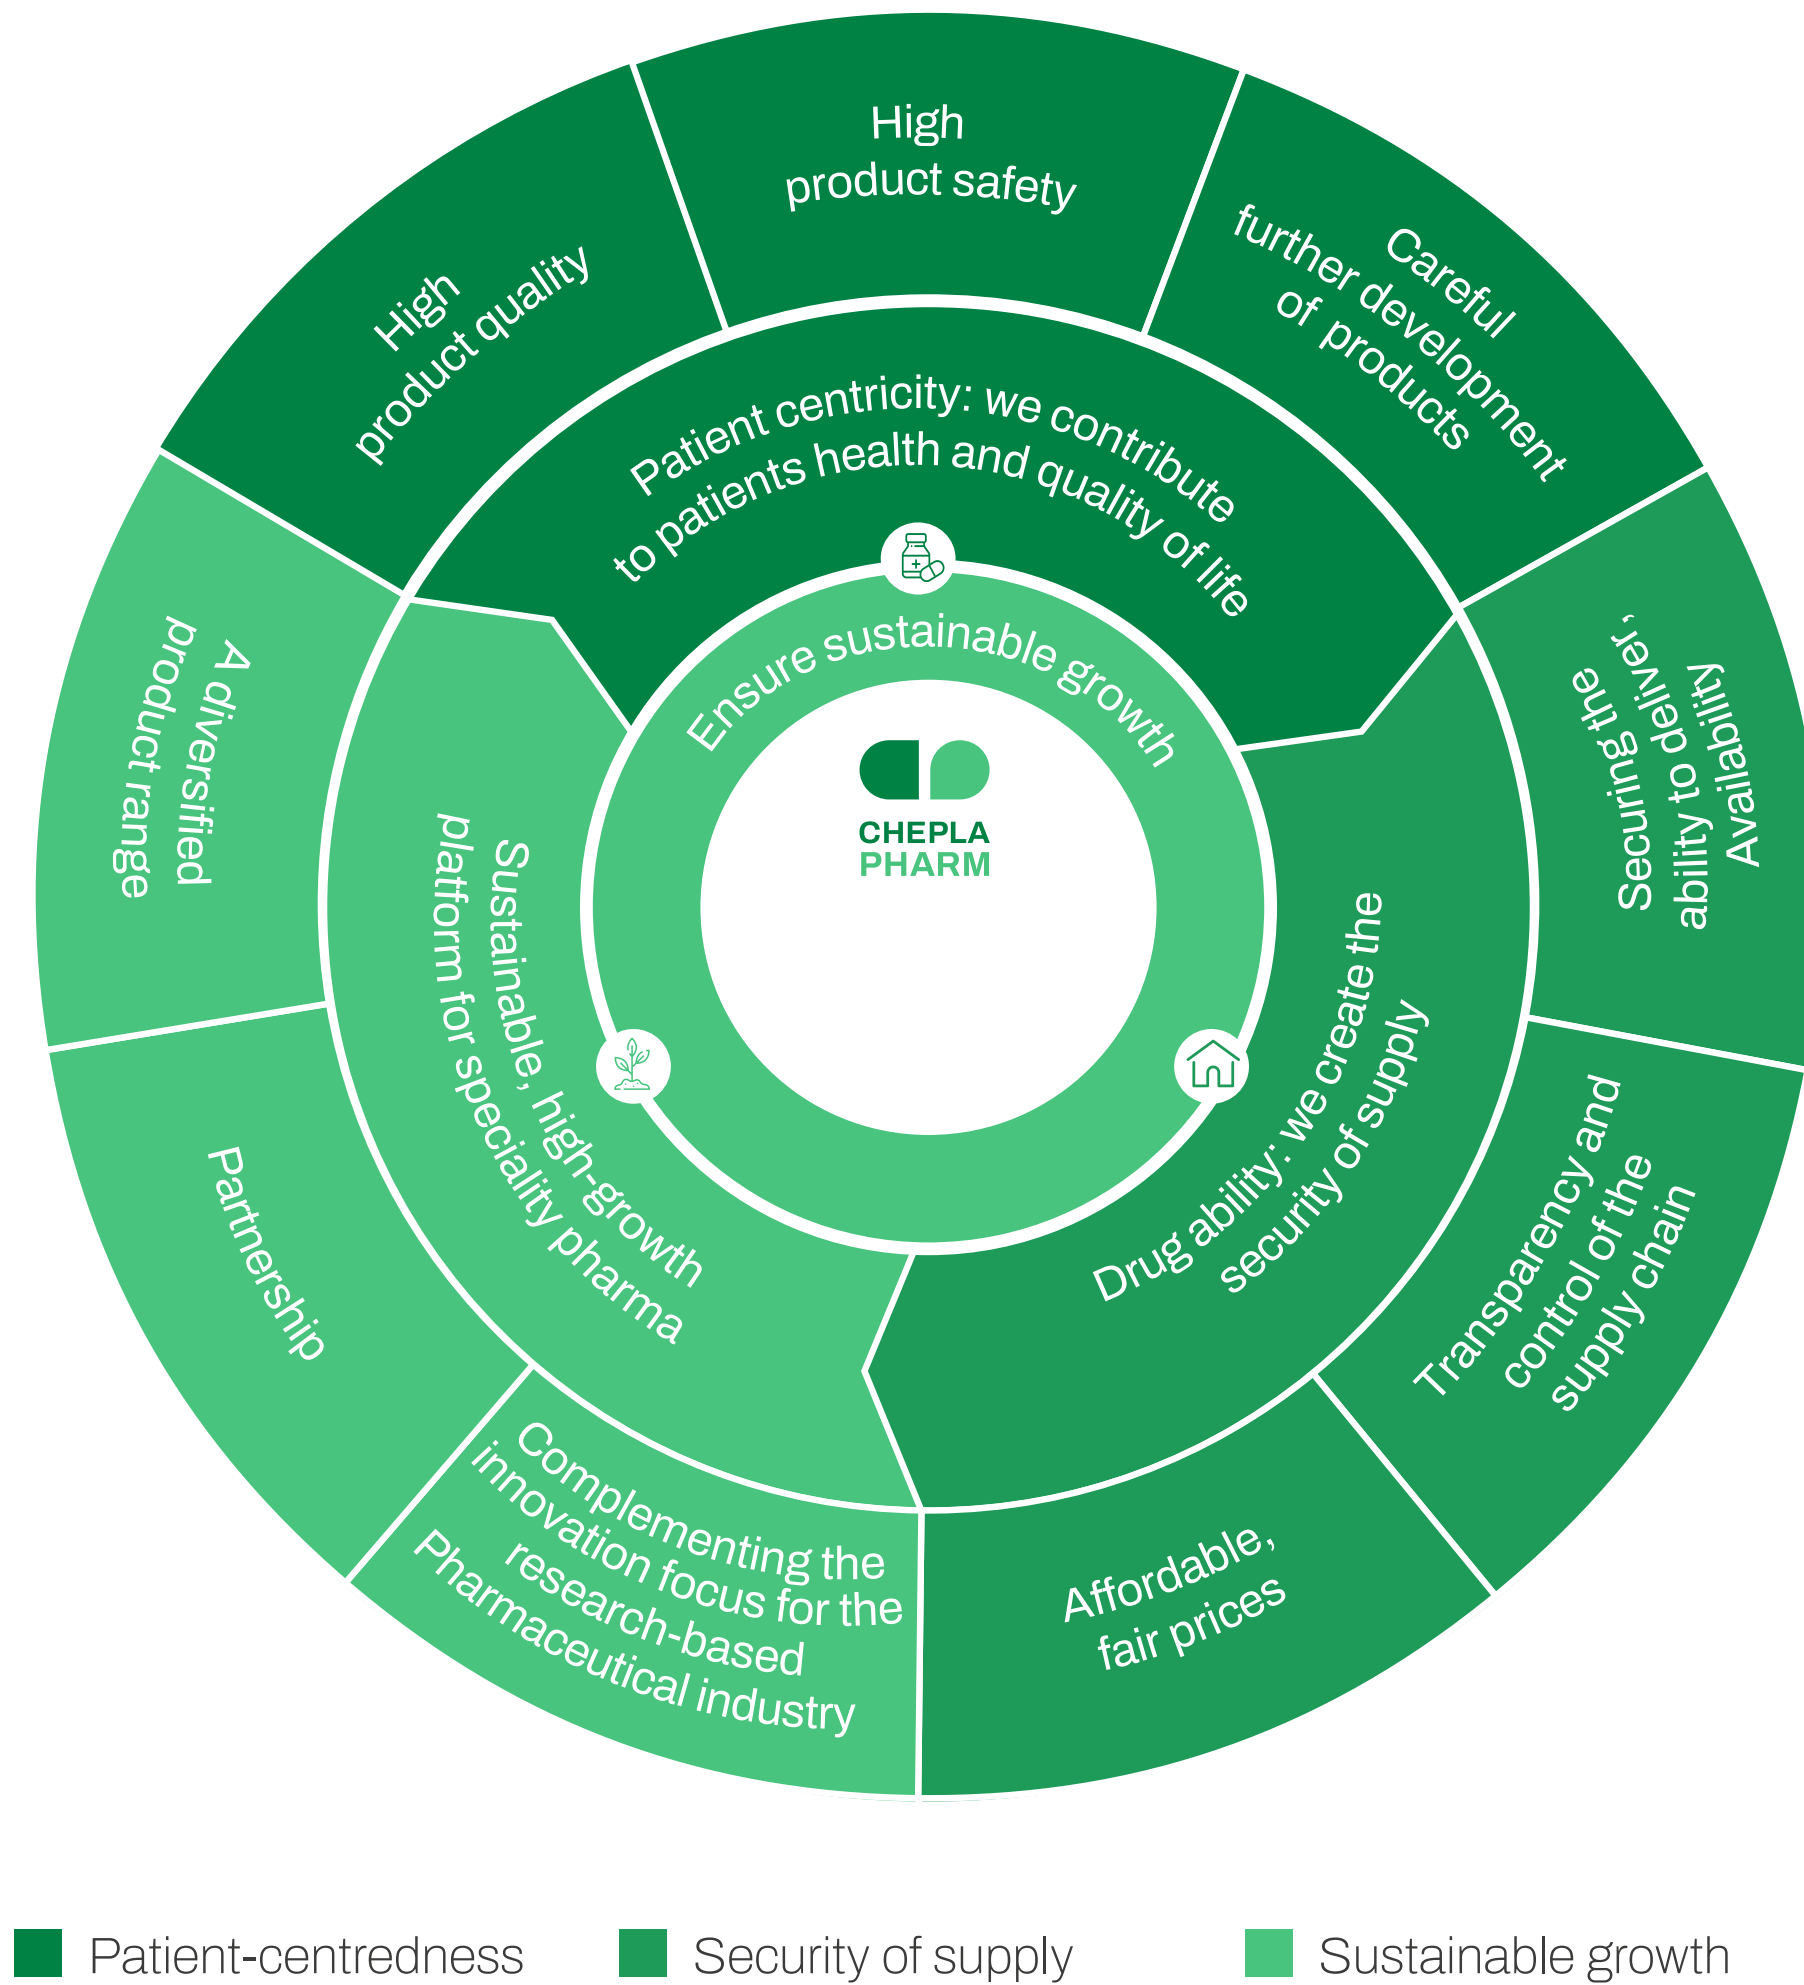 High
product safety
Careful
further development
of products
Securing the
ability to deliver,
Availability
Transparency and
control of the
supply chain
Affordable,
fair prices
Complementing the
innovation focus for the
research-based
Pharmaceutical industry
Partnership
A diversified
product range
High
product quality
Patient centricity: we contribute
to patients health and quality of life
Drug ability: we create the
security of supply
Sustainable, high-growth
platform for speciality pharma
Ensure sustainable growth
CHEPLA
PHARM
Patient-centredness
Security of supply
Sustainable growth